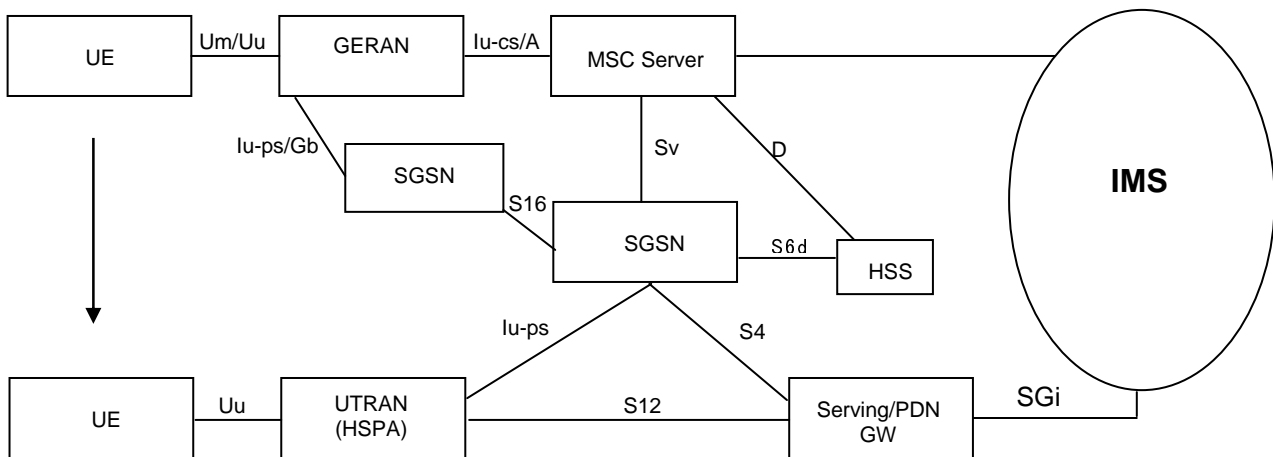 UE
Um/Uu
GERAN
Iu-cs/A
MSC Server
Iu-ps/Gb
SGSN
S16
Sv
D
IMS
SGSN
S6d
HSS
Iu-ps
S4
UE
Uu
UTRAN
(HSPA)
S12
Serving/PDN
GW
SGi